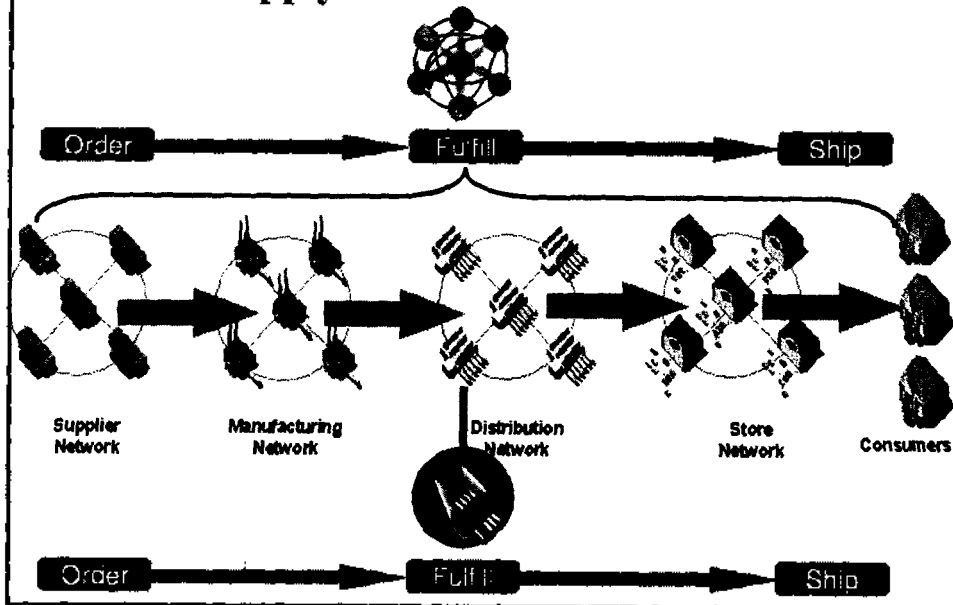 Order Fulfill Ship
Supplier Manufacturing Distribution Store Consumers
Network Network Network Network
Order Fulfill Ship